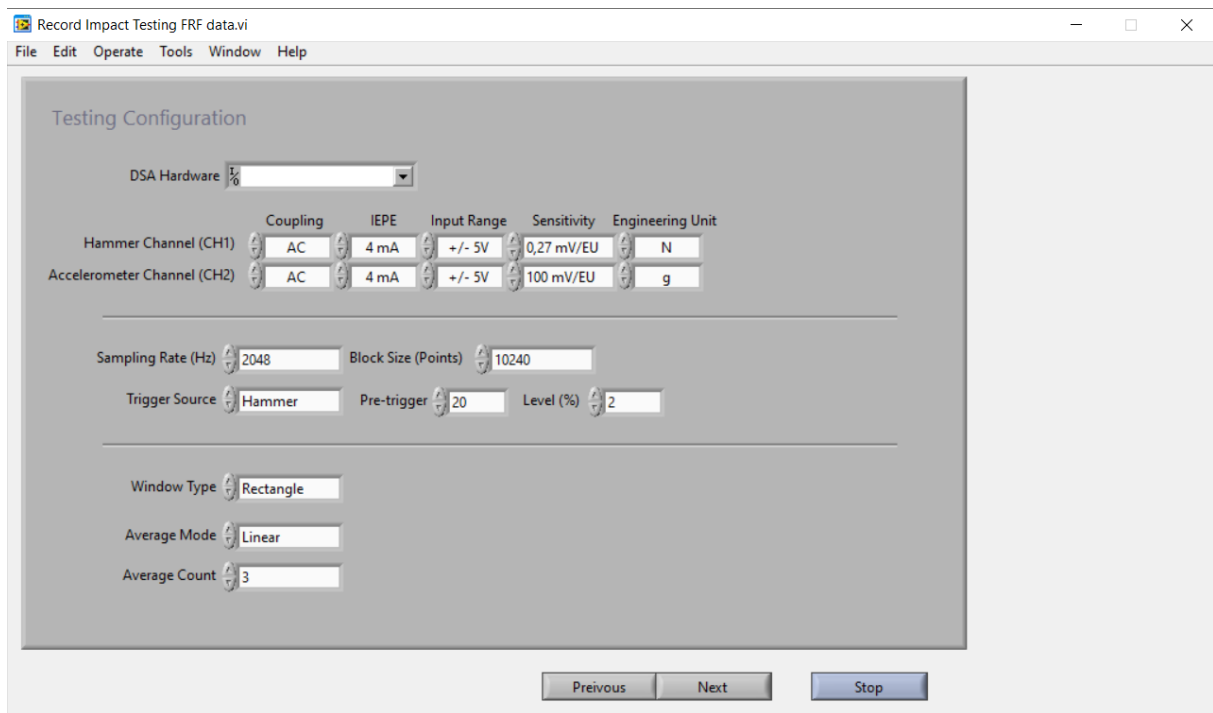 Record Impact Testing FRF data.vi
File Edit Operate Tools Window Help
Testing Configuration
DSA Hardware
Coupling IEPE Input Range Sensitivity Engineering Unit
Hammer Channel (CH1) AC 4 mA +/- 5V 0,27 mV/EU N
Accelerometer Channel (CH2) AC 4 mA +/- 5V 100 mV/EU g
Sampling Rate (Hz) 2048 Block Size (Points) 10240
Trigger Source Hammer Pre-trigger 20 Level (%) 2
Window Type Rectangle
Average Mode Linear
Average Count 3
Preivous Next Stop